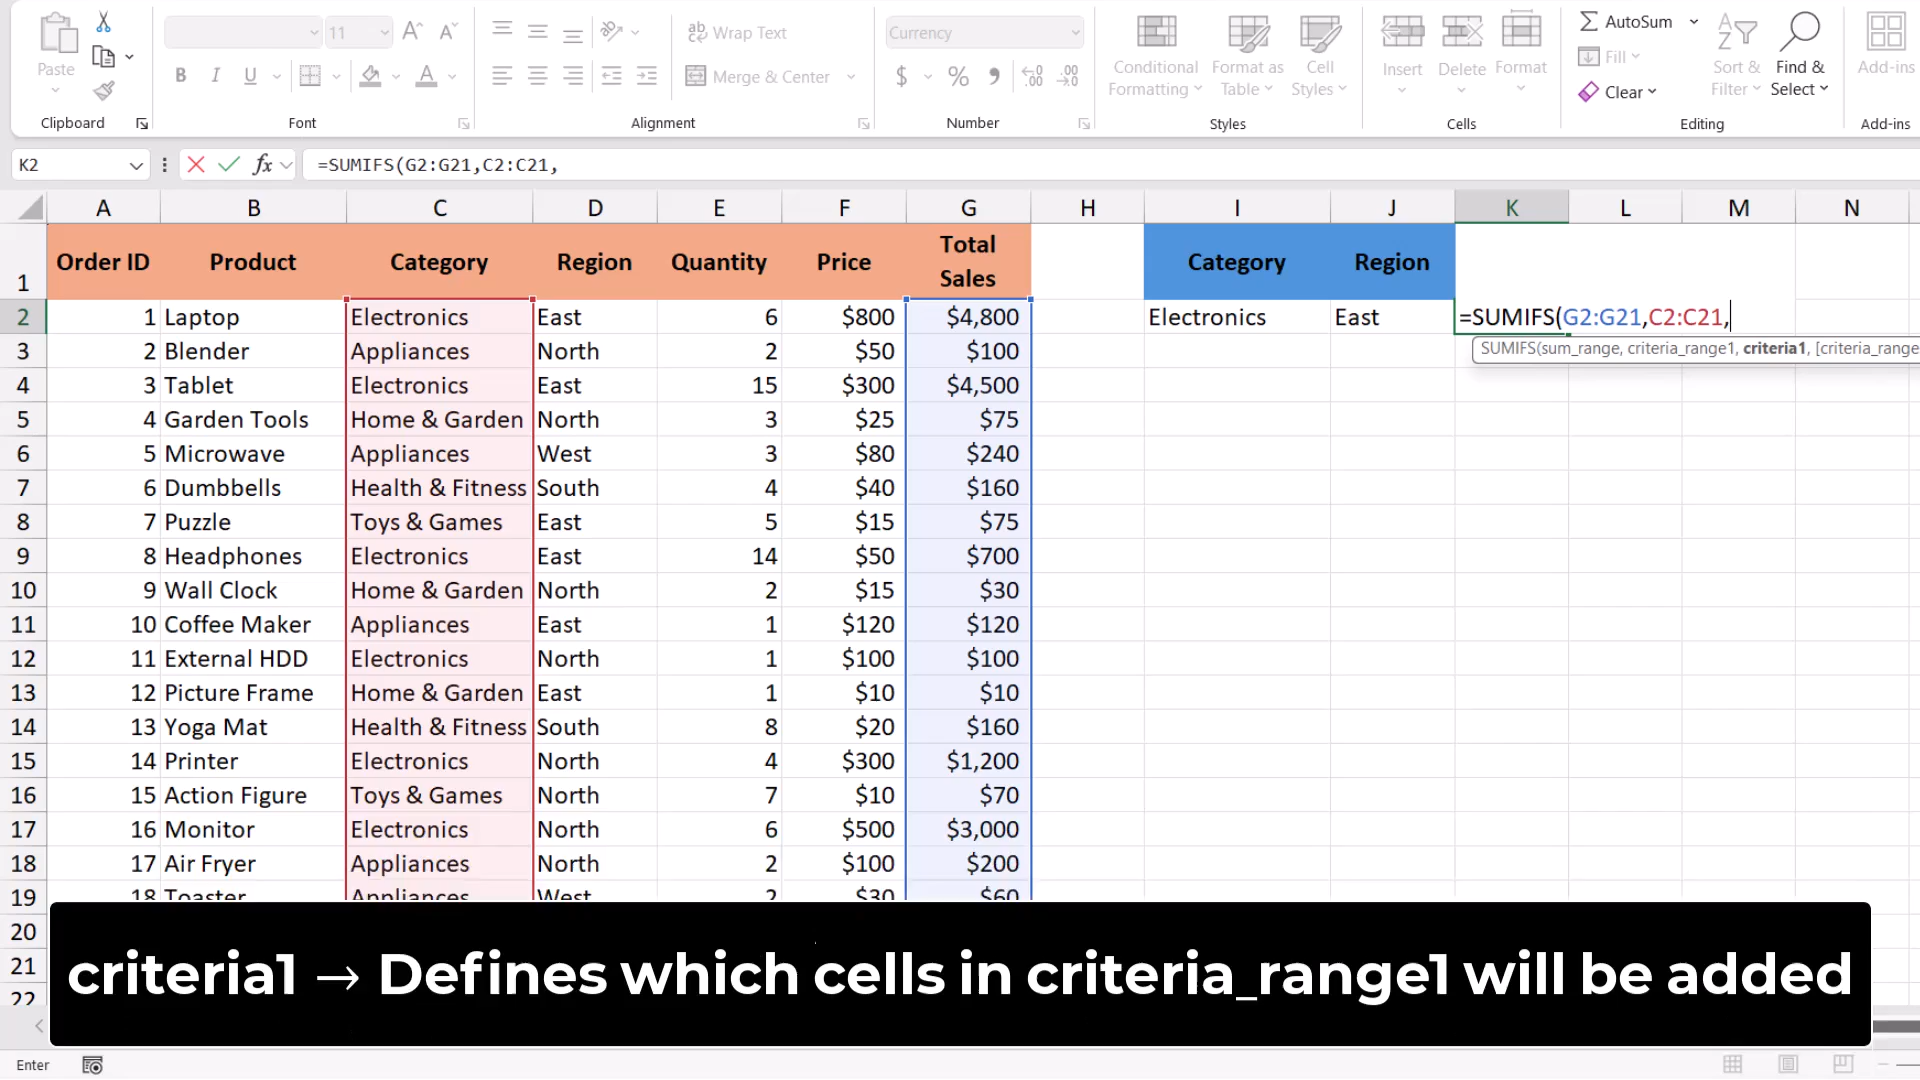 Paste
Clipboard
11
B I U A
Font
ab Wrap Text
Merge & Center
Alignment
Currency
$ % 9 .00
Number
Conditional Formatting
Format as Table
Cell Styles
Styles
Insert
Delete
Format
Cells
AutoSum
Fill
Clear
Sort & Filter
Find & Select
Editing
Add-ins
Add-ins
K2
fx
=SUMIFS(G2:G21,C2:C21,
A B C D E F G H I J K L M N
1 Order ID Product Category Region Quantity Price Total Sales Category Region
2 1 Laptop Electronics East 6 $800 $4,800 Electronics East =SUMIFS(G2:G21,C2:C21,
SUMIFS(sum_range, criteria_range1, criteria1, [criteria_range
3 2 Blender Appliances North 2 $50 $100
4 3 Tablet Electronics East 15 $300 $4,500
5 4 Garden Tools Home & Garden North 3 $25 $75
6 5 Microwave Appliances West 3 $80 $240
7 6 Dumbbells Health & Fitness South 4 $40 $160
8 7 Puzzle Toys & Games East 5 $15 $75
9 8 Headphones Electronics East 14 $50 $700
10 9 Wall Clock Home & Garden North 2 $15 $30
11 10 Coffee Maker Appliances East 1 $120 $120
12 11 External HDD Electronics North 1 $100 $100
13 12 Picture Frame Home & Garden East 1 $10 $10
14 13 Yoga Mat Health & Fitness South 8 $20 $160
15 14 Printer Electronics North 4 $300 $1,200
16 15 Action Figure Toys & Games North 7 $10 $70
17 16 Monitor Electronics North 6 $500 $3,000
18 17 Air Fryer Appliances North 2 $100 $200
19 18 Toaster Appliances West 2 $30 $60
20
21
22
criteria1 → Defines which cells in criteria_range1 will be added
Enter